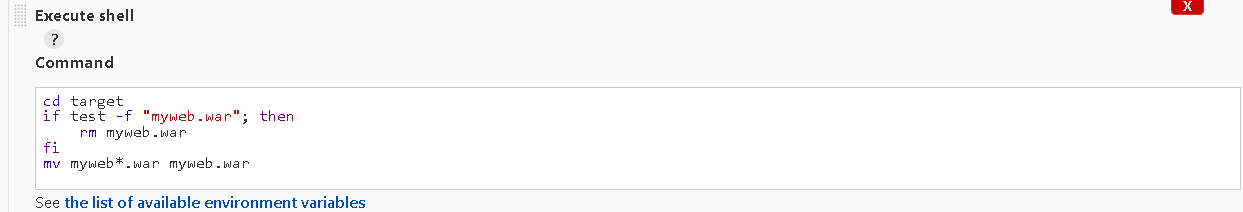 X
Execute shell
?
Command
cd target
if test -f "myweb.war"; then
    rm myweb.war
fi
mv myweb*.war myweb.war
See the list of available environment variables